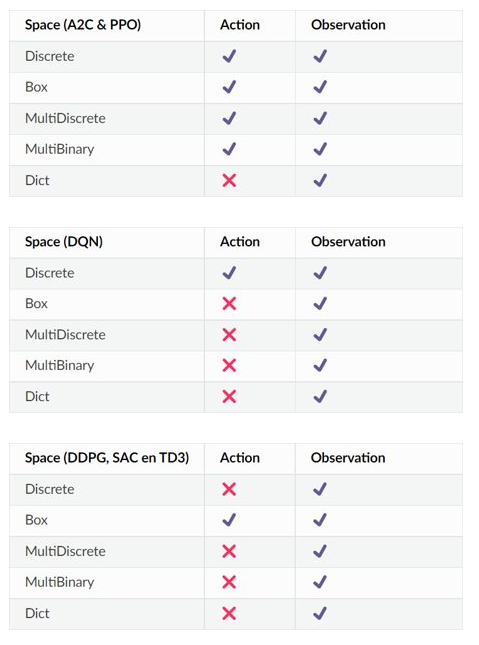 Space (A2C & PPO) Action Observation
Discrete ✔ ✔
Box ✔ ✔
MultiDiscrete ✔ ✔
MultiBinary ✔ ✔
Dict ❌ ✔
Space (DQN) Action Observation
Discrete ✔ ✔
Box ❌ ✔
MultiDiscrete ❌ ✔
MultiBinary ❌ ✔
Dict ❌ ✔
Space (DDPG, SAC en TD3) Action Observation
Discrete ❌ ✔
Box ✔ ✔
MultiDiscrete ❌ ✔
MultiBinary ❌ ✔
Dict ❌ ✔